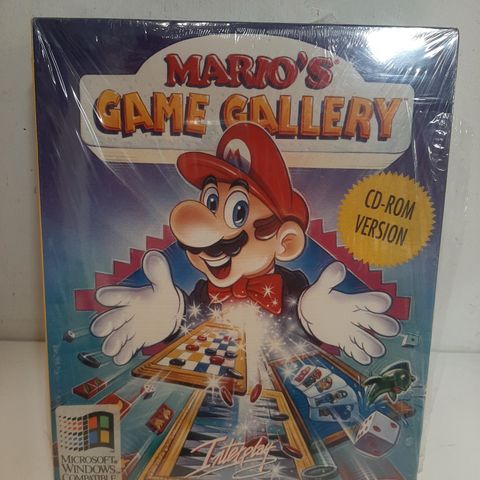 MARIO'S
GAME GALLERY
CD-ROM
VERSION
M
Interplay
MICROSOFT
WINDOWS
COMPATIBLE